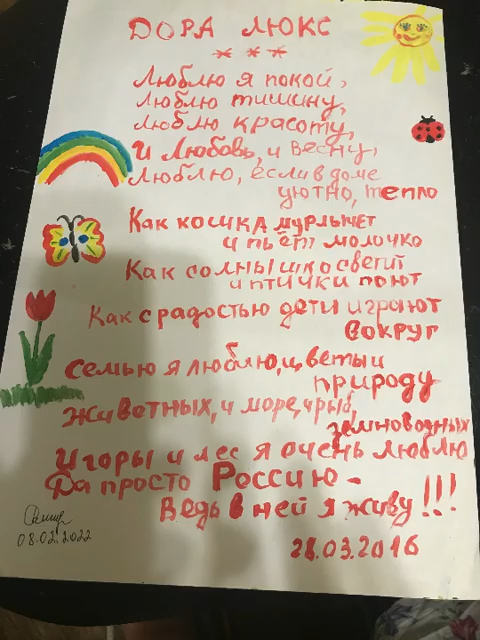 ДОРА ЛЮКС
* * *
Люблю я покой,
Люблю тишину,
Люблю красоту,
И Любовь, и весну,
Люблю, если в доме
уютно, тепло
Как кошка мурлычет
и пьёт молочко
Как солнышко светит
и птички поют
Как с радостью дети играют
вокруг
Семью я люблю, цветы и
природу
Животных, и море, и рыб,
земноводных
И горы и лес я очень люблю
Да просто Россию -
Ведь в ней я живу!!!
28.03.2016
08.02.2022